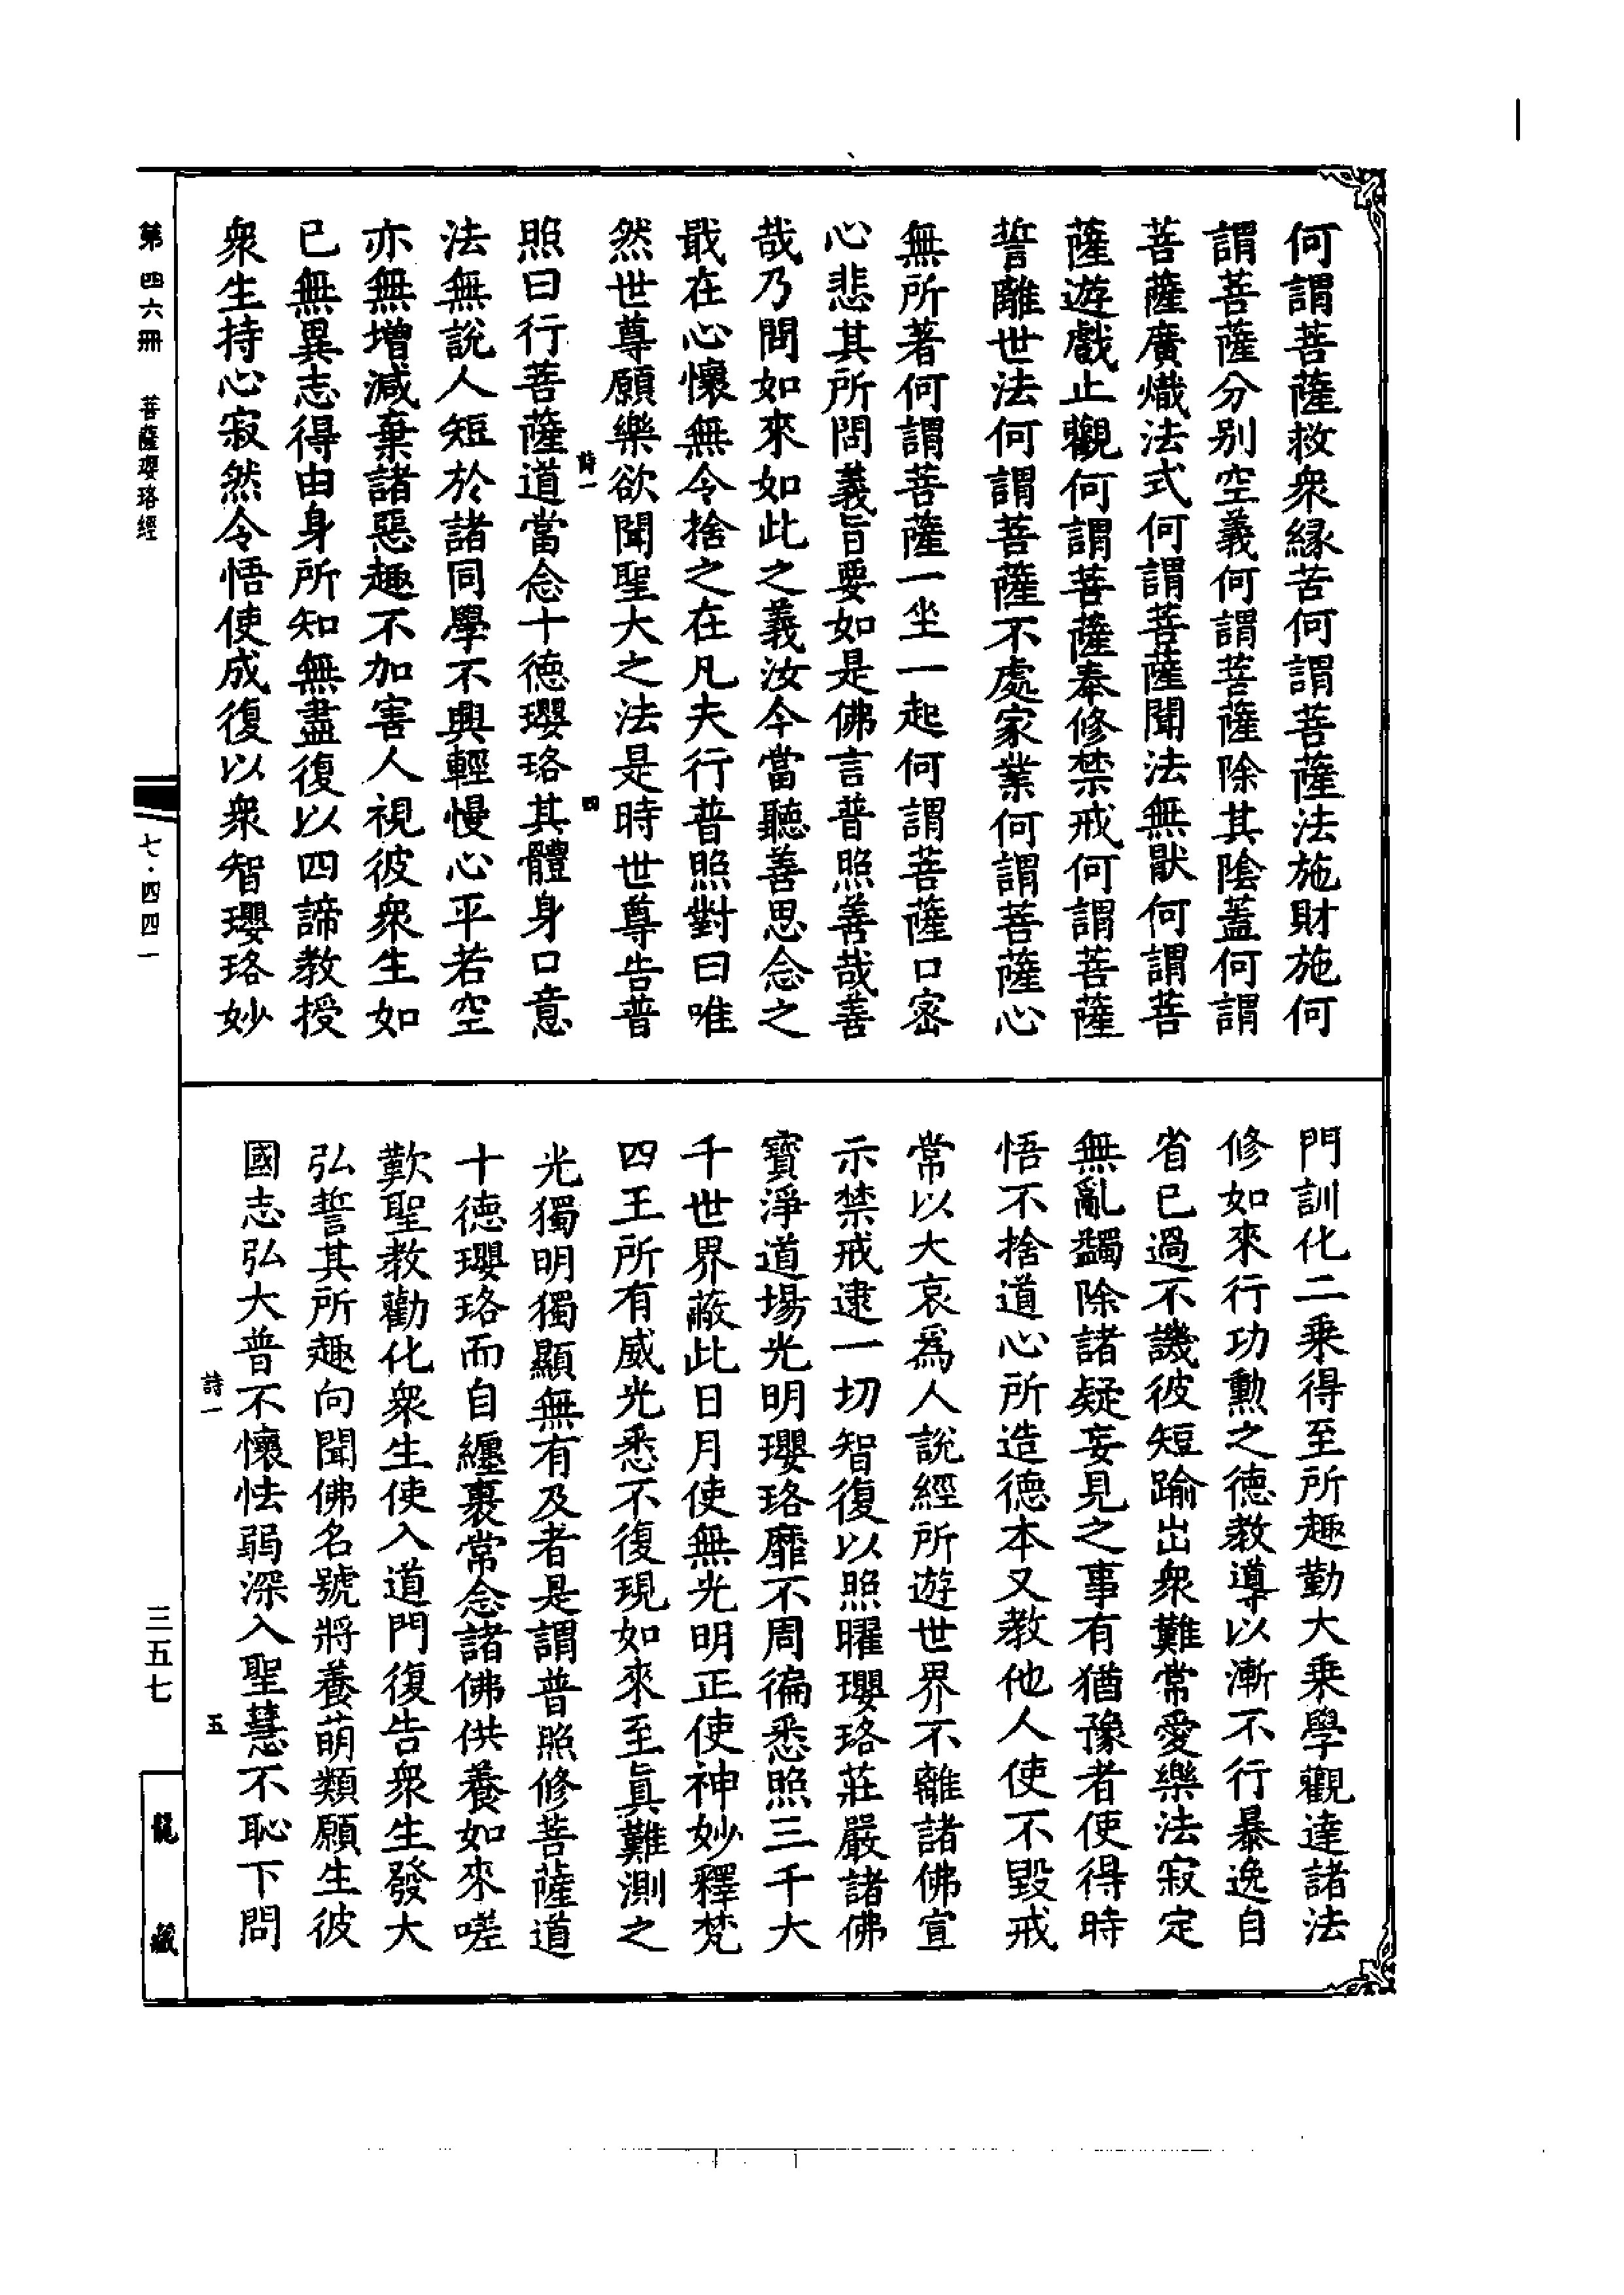 何謂菩薩救衆緣苦何謂菩薩法施財施何
謂菩薩分别空義何謂菩薩除其陰蓋何謂
菩薩廣熾法式何謂菩薩聞法無猒何謂菩
薩遊戲止觀何謂菩薩奉修禁戒何謂菩薩
誓離世法何謂菩薩不處家業何謂菩薩心
無所著何謂菩薩一坐一起何謂菩薩口密
心悲其所問義旨要如是佛言普照善哉善
哉乃問如來如此之義汝今當聽善思念之
戢在心懷無令捨之在凡夫行普照對曰唯
然世尊願樂欲聞聖大之法是時世尊告普
詩一
四
照曰行菩薩道當念十德瓔珞其體身口意
法無說人短於諸同學不興輕慢心平若空
亦無增減棄諸惡趣不加害人視彼衆生如
已無異志得由身所知無盡復以四諦教授
衆生持心寂然令悟使成復以衆智瓔珞妙
門訓化二乘得至所趣勤大乘學觀達諸法
修如來行功勳之德教導以漸不行暴逸自
省已過不譏彼短踰出衆難常愛樂法寂定
無亂蠲除諸疑妄見之事有猶豫者使得時
悟不捨道心所造德本又教他人使不毀戒
常以大哀爲人說經所遊世界不離諸佛宣
示禁戒逮一切智復以照曜瓔珞莊嚴諸佛
寶淨道場光明瓔珞靡不周徧悉照三千大
千世界蔽此日月使無光明正使神妙釋梵
四王所有威光悉不復現如來至眞難測之
光獨明獨顯無有及者是謂普照修菩薩道
十德瓔珞而自纏裹常念諸佛供養如來嗟
歎聖教勸化衆生使入道門復告衆生發大
弘誓其所趣向聞佛名號將養萌類願生彼
國志弘大普不懷怯弱深入聖慧不恥下問
詩一
五
第四六冊 菩薩瓔珞經
七·四四一
三五七
龍藏